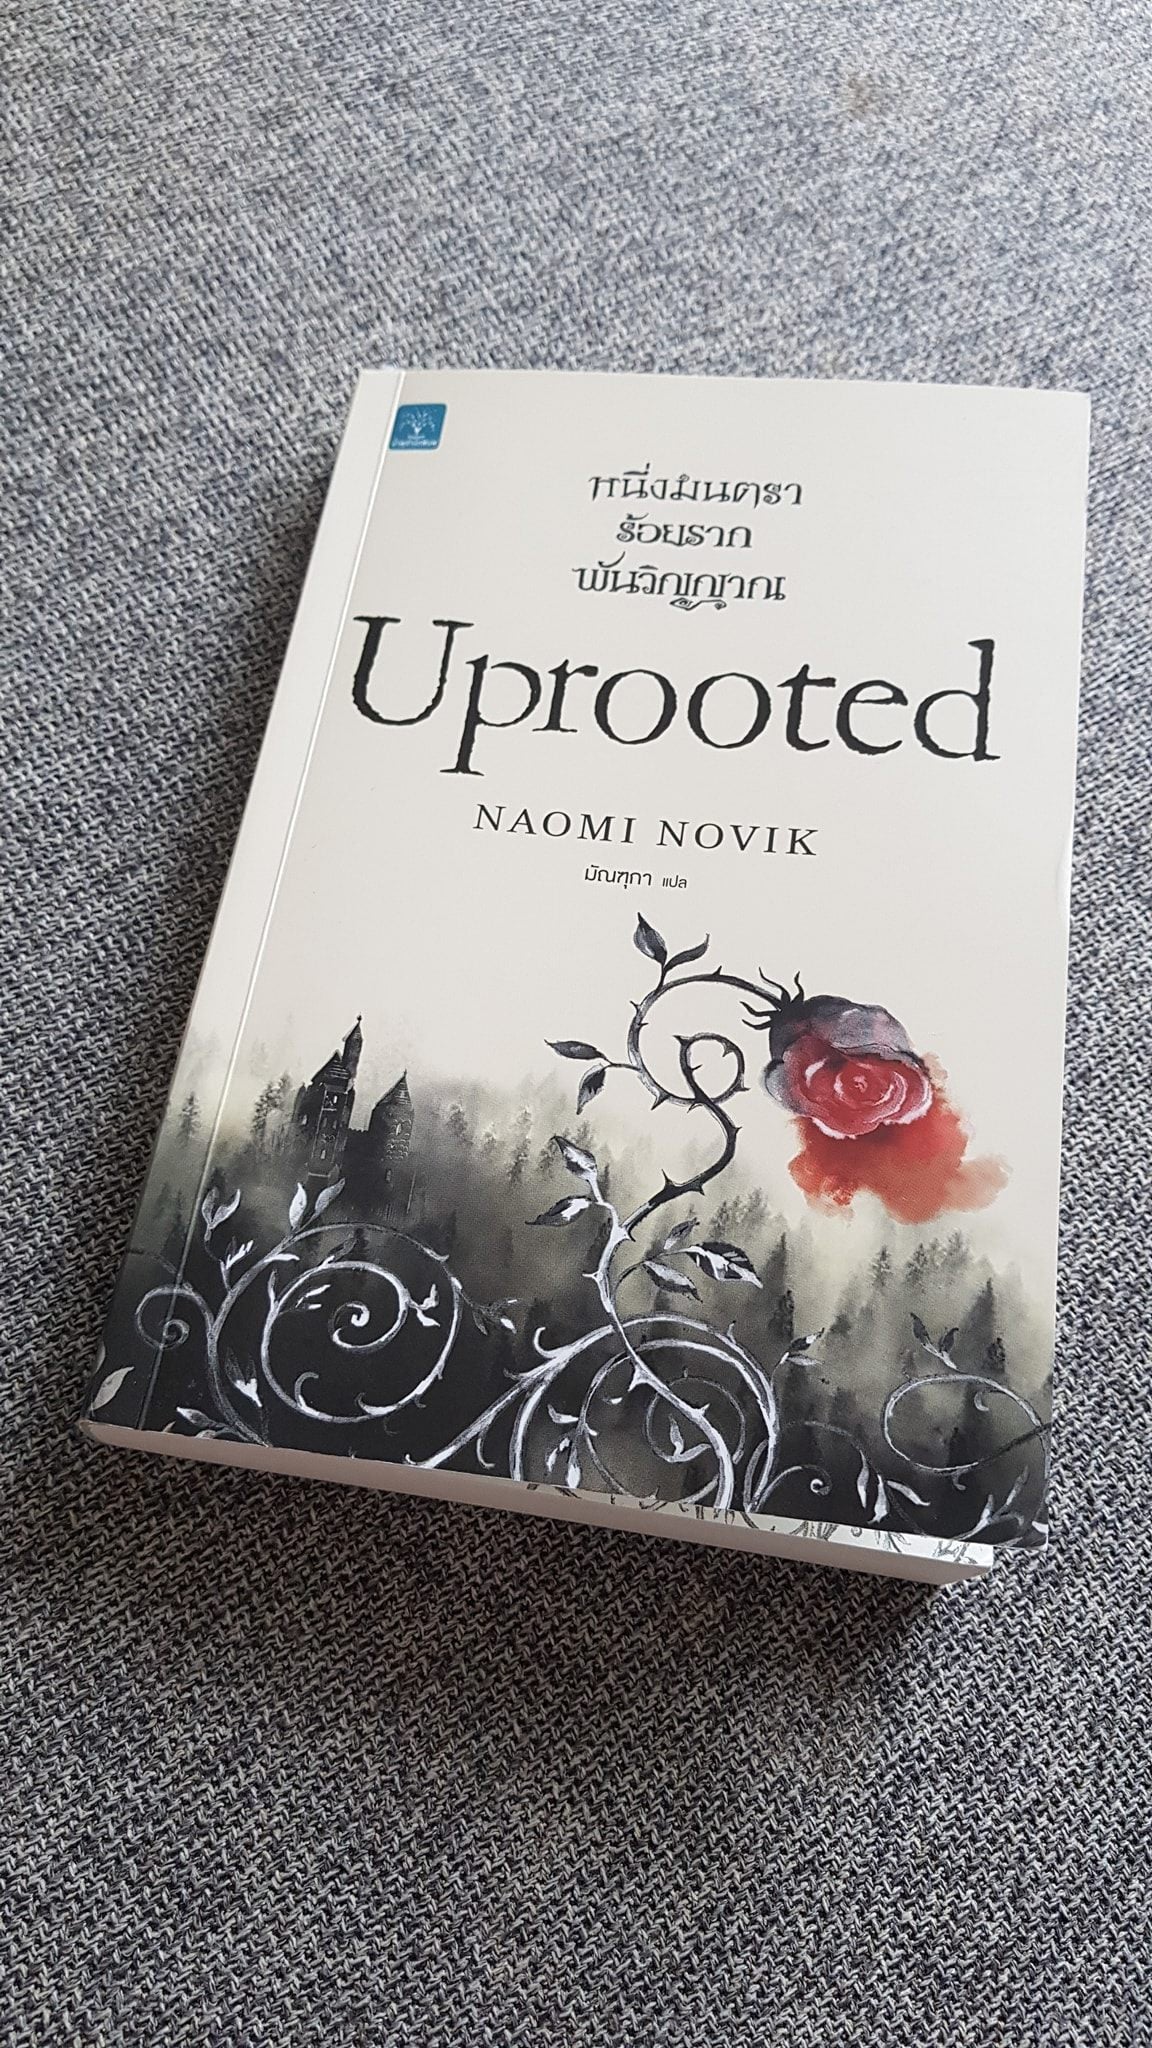 หนึ่งมนตรา
ร้อยราก
พันวิญญาณ
Uprooted
NAOMI NOVIK
มัณฑุกา แปล